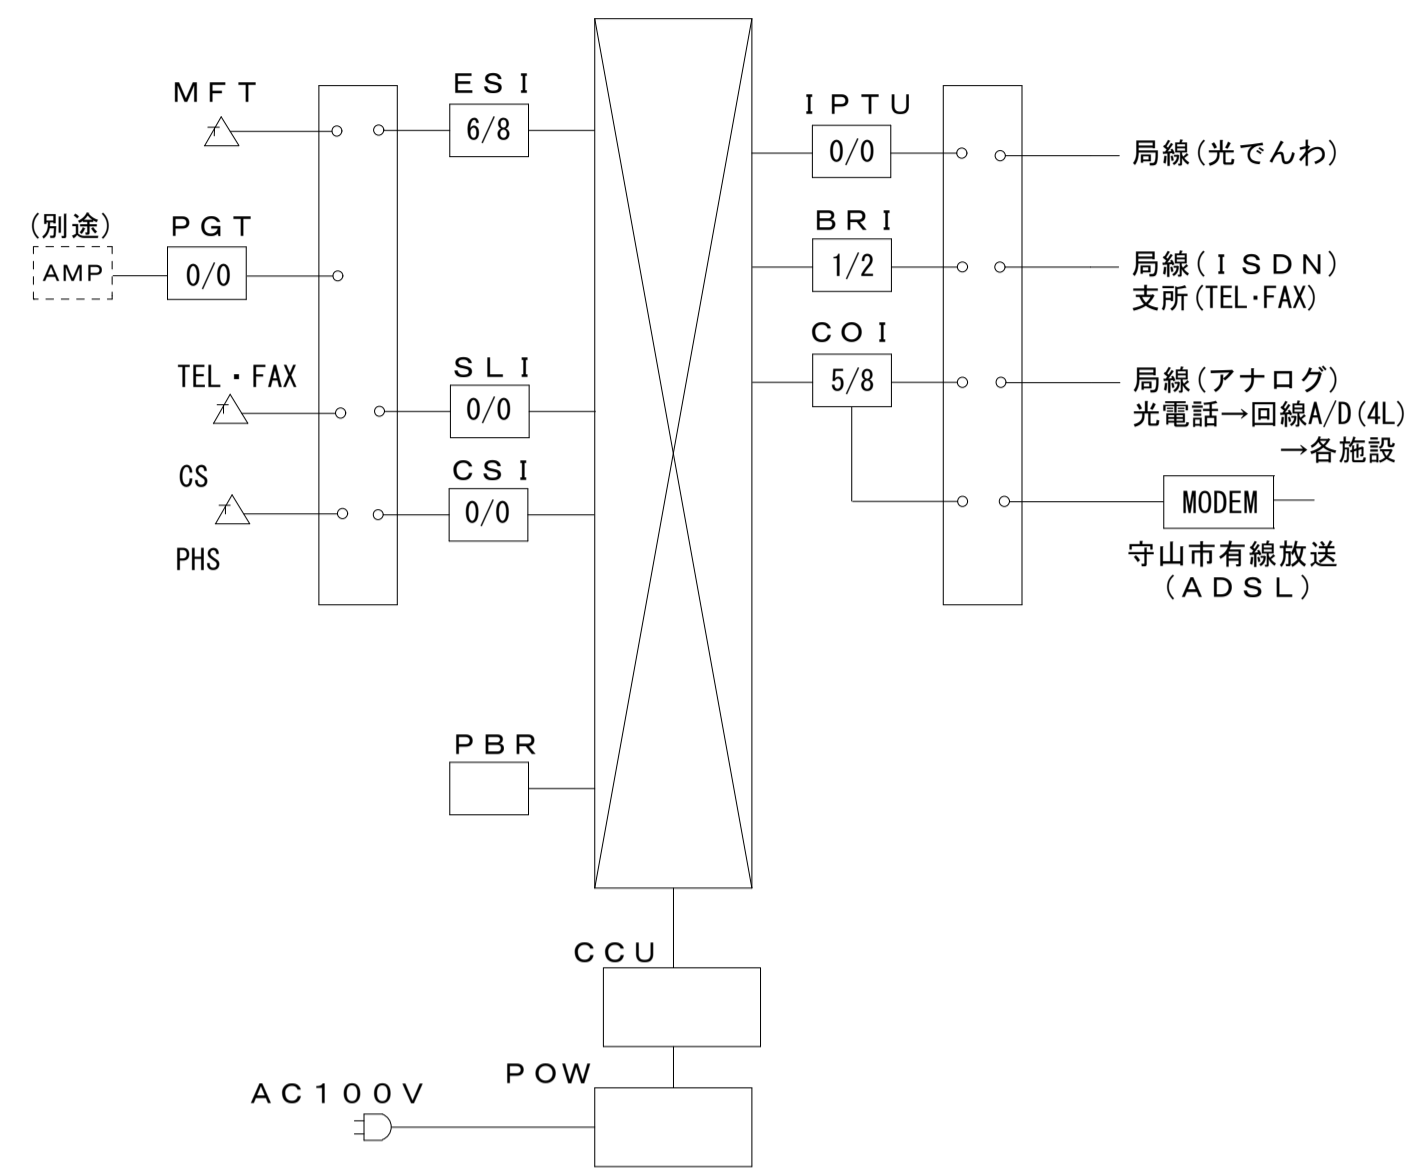 ＭＦＴ
ＥＳＩ
6/8
(別途)
AMP
ＰＧＴ
0/0
TEL・FAX
ＳＬＩ
0/0
CS
PHS
ＣＳＩ
0/0
ＰＢＲ
ＩＰＴＵ
0/0
局線(光でんわ)
ＢＲＩ
1/2
局線(ＩＳＤＮ)
支所(TEL・FAX)
ＣＯＩ
5/8
局線(アナログ)
光電話→回線A/D(4L)
→各施設
MODEM
守山市有線放送
(ＡＤＳＬ)
ＣＣＵ
ＰＯＷ
ＡＣ１００Ｖ